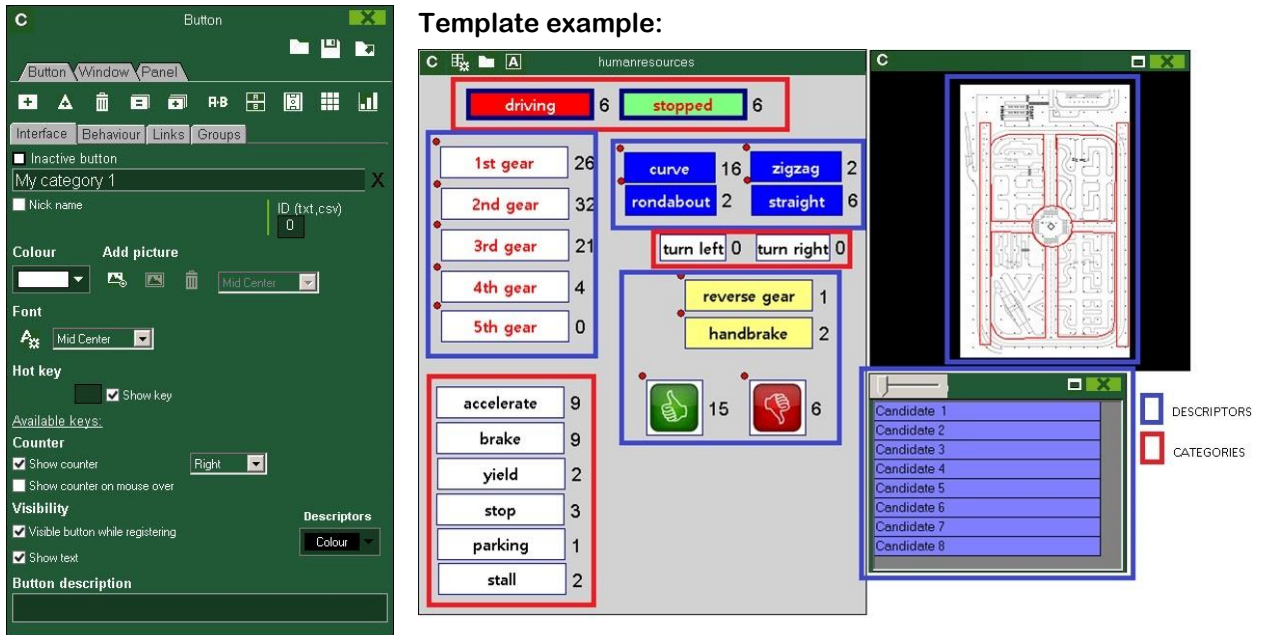 C Button X
Button Window Panel
A·B A B
Interface Behaviour Links Groups
Inactive button
My category 1 X
Nick name ID (txt,csv)
0
Colour Add picture
Mid Center
Font
A Mid Center
Hot key
Show key
Available keys:
Counter
Show counter Right
Show counter on mouse over
Visibility
Visible button while registering Descriptors
Colour
Show text
Button description
Template example:
C A humanresources
driving 6 stopped 6
1st gear 26
2nd gear 32
3rd gear 21
4th gear 4
5th gear 0
curve 16 zigzag 2
rondabout 2 straight 6
turn left 0 turn right 0
reverse gear 1
handbrake 2
15 6
accelerate 9
brake 9
yield 2
stop 3
parking 1
stall 2
C X
X
Candidate 1
Candidate 2
Candidate 3
Candidate 4
Candidate 5
Candidate 6
Candidate 7
Candidate 8
DESCRIPTORS
CATEGORIES